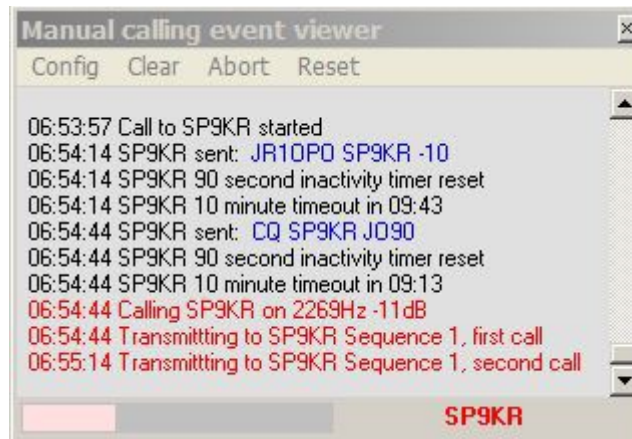 Manual calling event viewer
Config Clear Abort Reset
06:53:57 Call to SP9KR started
06:54:14 SP9KR sent: JR1OPO SP9KR -10
06:54:14 SP9KR 90 second inactivity timer reset
06:54:14 SP9KR 10 minute timeout in 09:43
06:54:44 SP9KR sent: CQ SP9KR JO90
06:54:44 SP9KR 90 second inactivity timer reset
06:54:44 SP9KR 10 minute timeout in 09:13
06:54:44 Calling SP9KR on 2269Hz -11dB
06:54:44 Transmittting to SP9KR Sequence 1, first call
06:55:14 Transmittting to SP9KR Sequence 1, second call
SP9KR